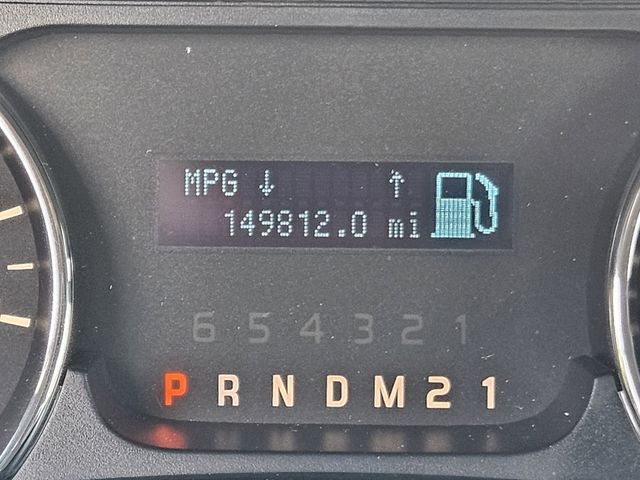 MPG ↓ ↑
149812.0 mi
6 5 4 3 2 1
P R N D M 2 1